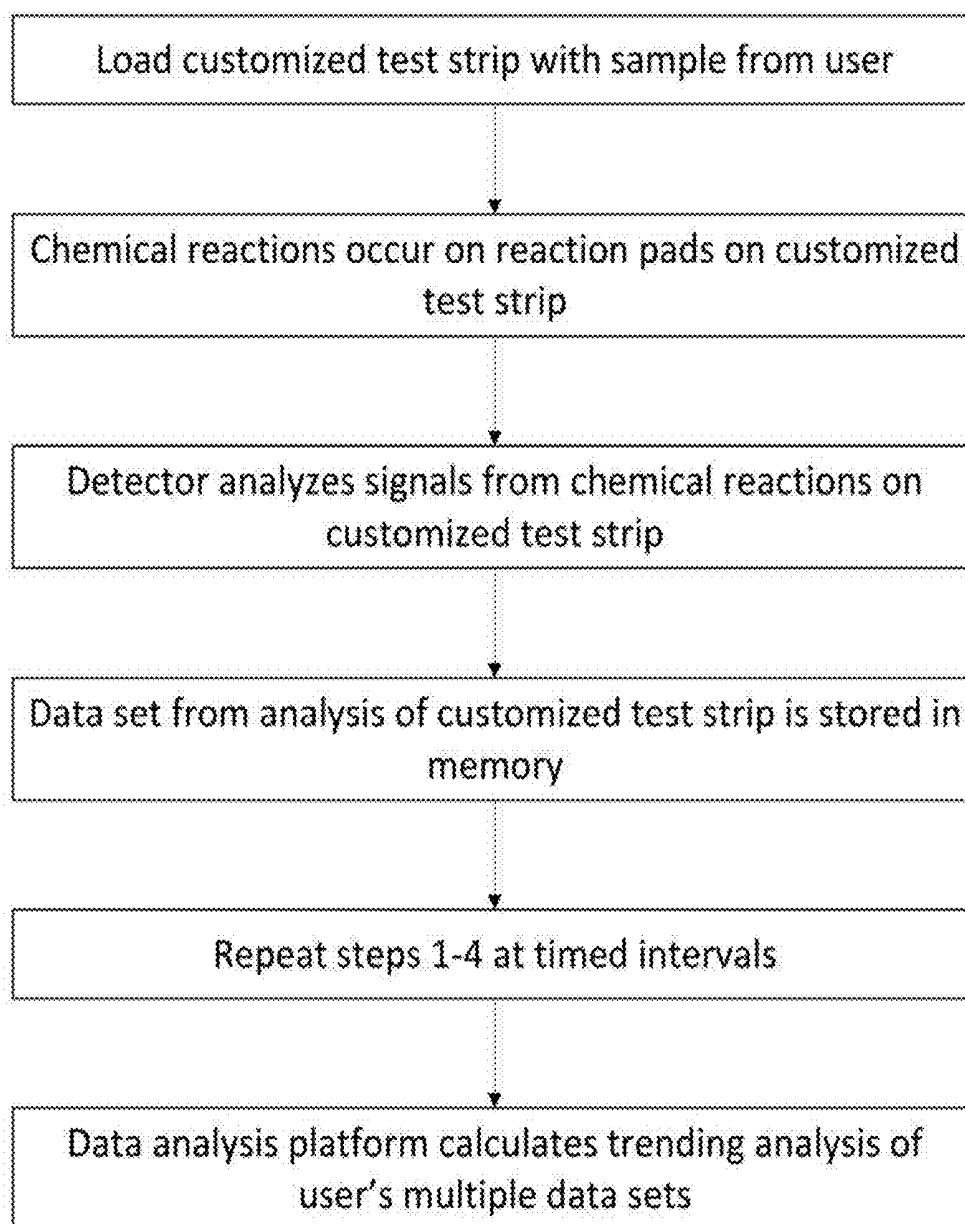 Load customized test strip with sample from user
Chemical reactions occur on reaction pads on customized
test strip
Detector analyzes signals from chemical reactions on
customized test strip
Data set from analysis of customized test strip is stored in
memory
Repeat steps 1-4 at timed intervals
Data analysis platform calculates trending analysis of
user's multiple data sets